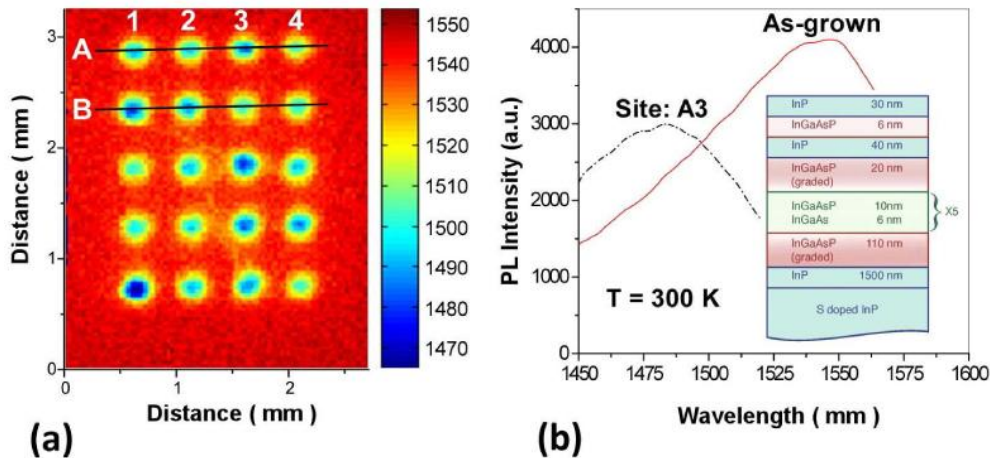 1 2 3 4
A
B
3
2
1
0
0 1 2
Distance ( mm )
Distance ( mm )
1550
1540
1530
1520
1510
1500
1490
1480
1470
(a)
As-grown
Site: A3
T = 300 K
4000
3000
2000
1000
0
PL Intensity (a.u.)
1450 1475 1500 1525 1550 1575 1600
Wavelength ( mm )
InP 30 nm
InGaAsP 6 nm
InP 40 nm
InGaAsP 20 nm
(graded)
InGaAsP 10nm
InGaAs 6 nm
X5
InGaAsP 110 nm
(graded)
InP 1500 nm
S doped InP
(b)